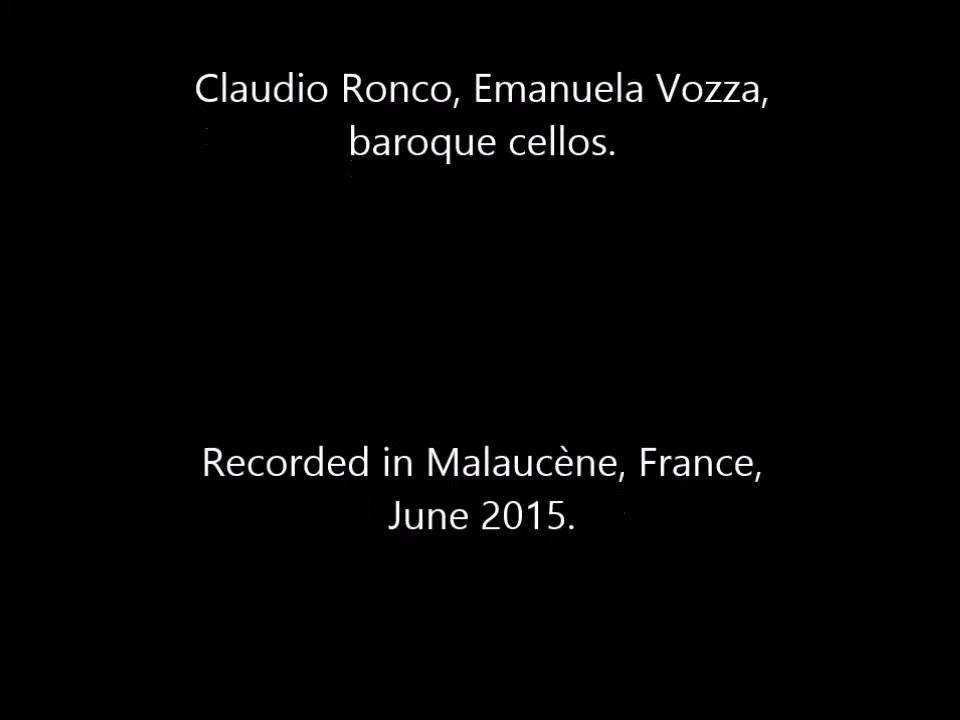 Claudio Ronco, Emanuela Vozza,
baroque cellos.
Recorded in Malaucène, France,
June 2015.